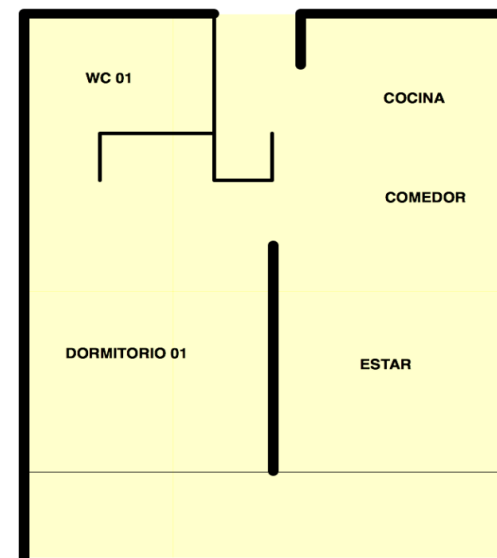 WC 01
COCINA
COMEDOR
DORMITORIO 01
ESTAR